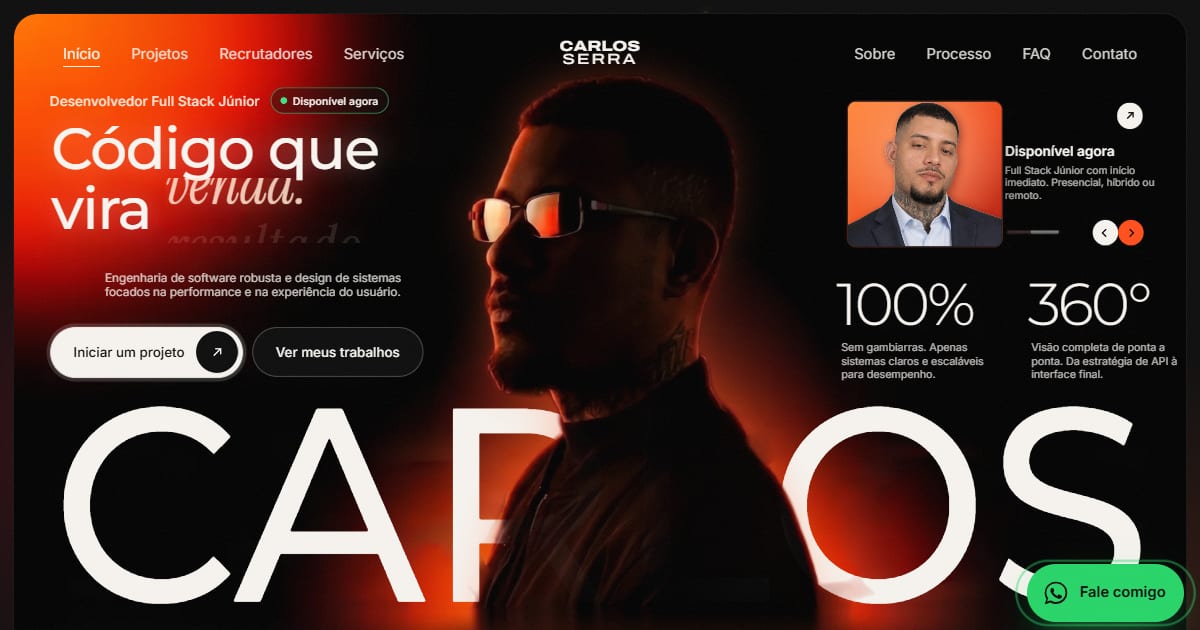 Início Projetos Recrutadores Serviços
CARLOS
SERRA
Sobre Processo FAQ Contato
Desenvolvedor Full Stack Júnior
Disponível agora
Código que
vira venda.
resultado
Engenharia de software robusta e design de sistemas
focados na performance e na experiência do usuário.
Iniciar um projeto
Ver meus trabalhos
Disponível agora
Full Stack Júnior com início
imediato. Presencial, híbrido ou
remoto.
100%
Sem gambiarras. Apenas
sistemas claros e escaláveis
para desempenho.
360°
Visão completa de ponta a
ponta. Da estratégia de API à
interface final.
CARLOS
Fale comigo